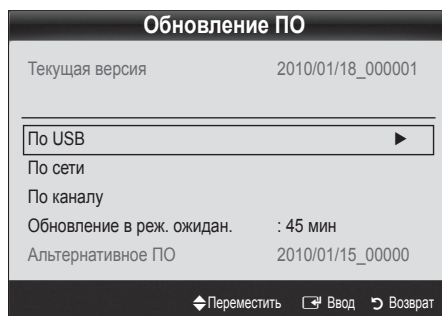 Обновление ПО
Текущая версия 2010/01/18_000001
По USB
По сети
По каналу
Обновление в реж. ожидан. : 45 мин
Альтернативное ПО 2010/01/15_00000
Переместить Ввод Возврат